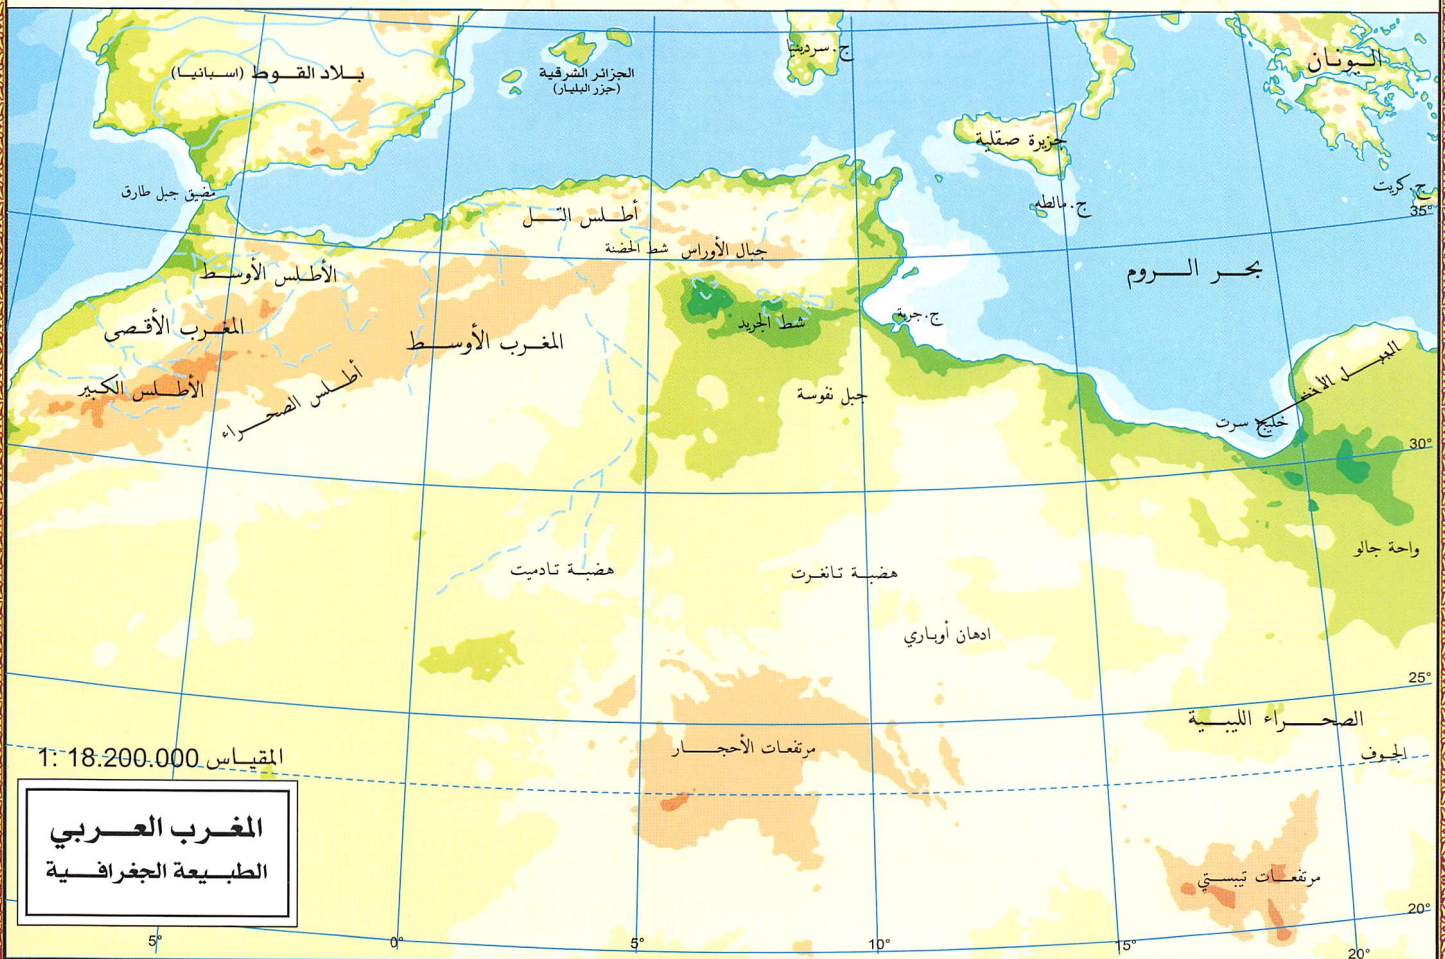 بلاد القوط (اسبانيا)
الجزائر الشرقية
(جزر البليار)
ج. سردينيا
اليونان
جزيرة صقلية
ج. كريت
ج. مالطه
مضيق جبل طارق
35°
أطلس التل
جبال الأوراس
شط الحضنة
بحر الروم
الأطلس الأوسط
المغرب الأقصى
المغرب الأوسط
شط الجريد
ج. جربة
الأطلس الكبير
أطلس الصحراء
جبل نفوسة
الجبل الأخضر
خليج سرت
30°
واحة جالو
هضبة تادميت
هضبة تانغرت
ادهان أوباري
25°
الصحراء الليبية
الجوف
مرتفعات الأحجار
المقياس 18.200.000 :1
المغرب العربي
الطبيعة الجغرافية
مرتفعات تيبستي
20°
5°
0°
5°
10°
15°
20°